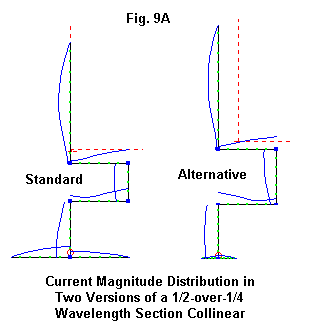 Fig. 9A
Standard
Alternative
Current Magnitude Distribution in
Two Versions of a 1/2-over-1/4
Wavelength Section Collinear